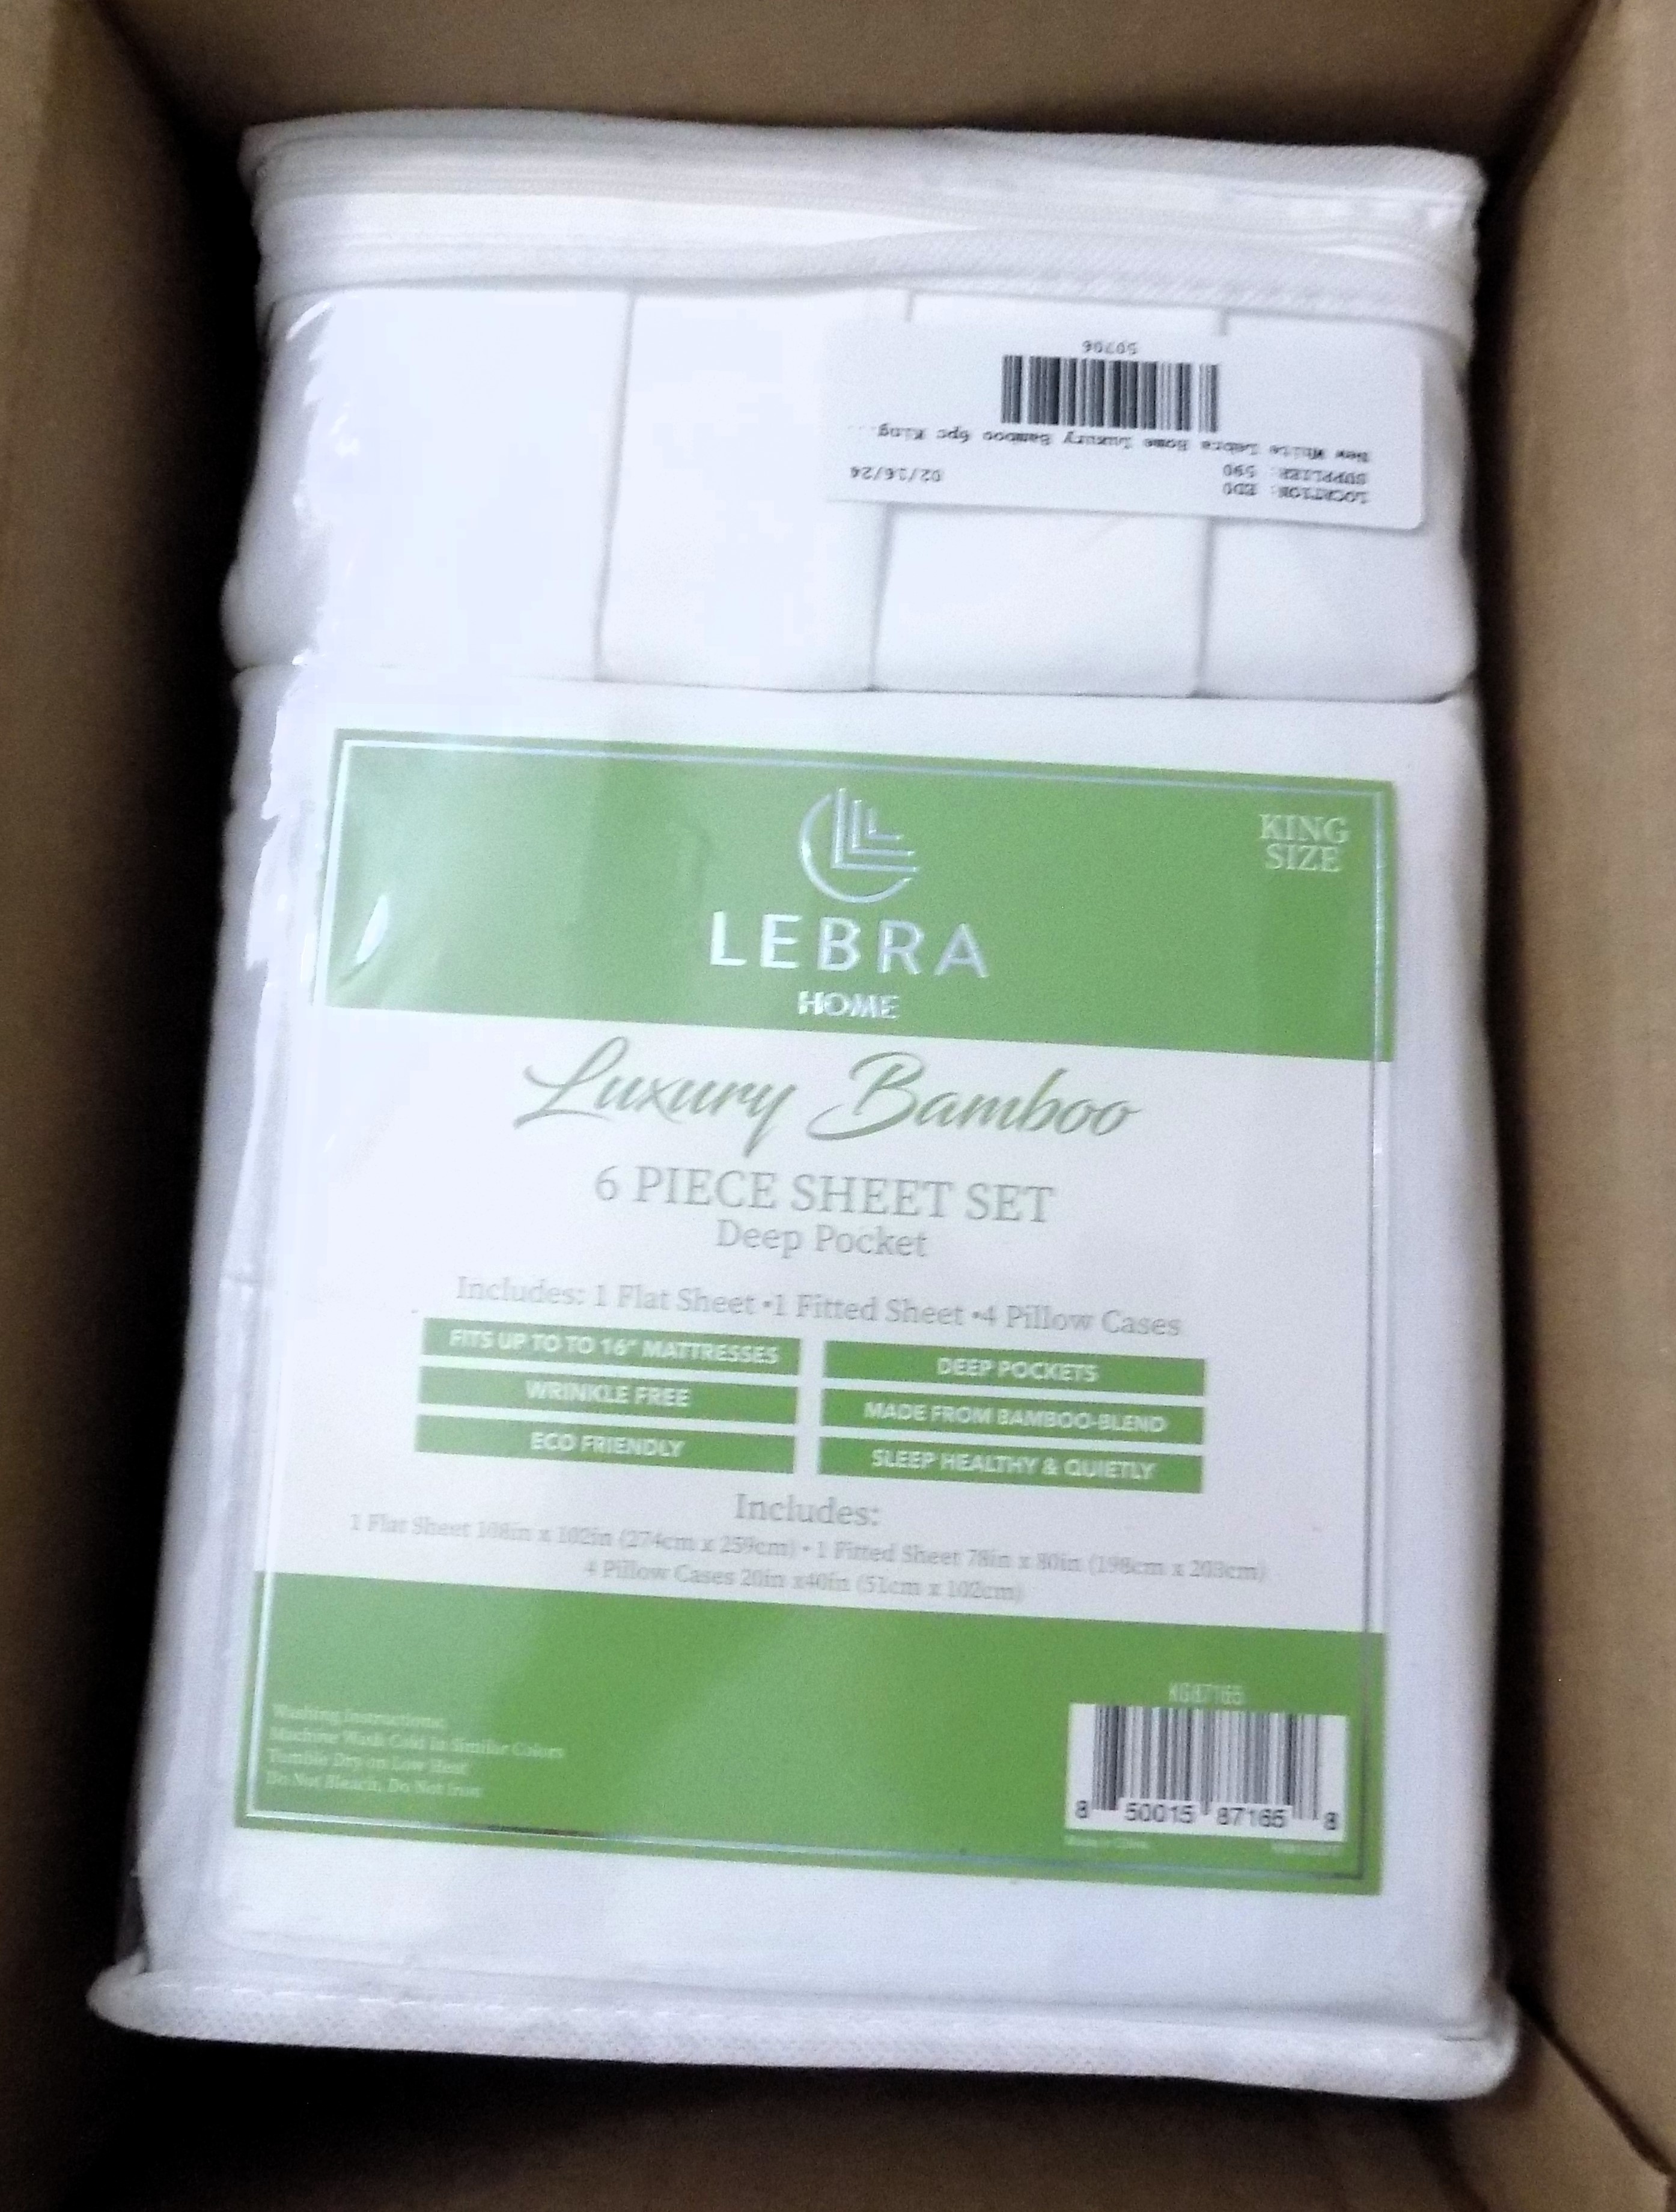 LOCATION: EDU
SUPPLIER: 590 02/16/24
New White Lebra Home Luxury Bamboo 6pc King...
50706
KING
SIZE
LEBRA
HOME
Luxury Bamboo
6 PIECE SHEET SET
Deep Pocket
Includes: 1 Flat Sheet •1 Fitted Sheet •4 Pillow Cases
FITS UP TO TO 16" MATTRESSES
DEEP POCKETS
WRINKLE FREE
MADE FROM BAMBOO-BLEND
ECO FRIENDLY
SLEEP HEALTHY & QUIETLY
Includes:
1 Flat Sheet 108in x 102in (274cm x 259cm) • 1 Fitted Sheet 78in x 80in (198cm x 203cm)
4 Pillow Cases 20in x40in (51cm x 102cm)
Washing Instructions:
Machine Wash Cold in Similar Colors
Tumble Dry on Low Heat
Do Not Bleach, Do Not Iron
KG87165
8 50015 87165 8
Made in China